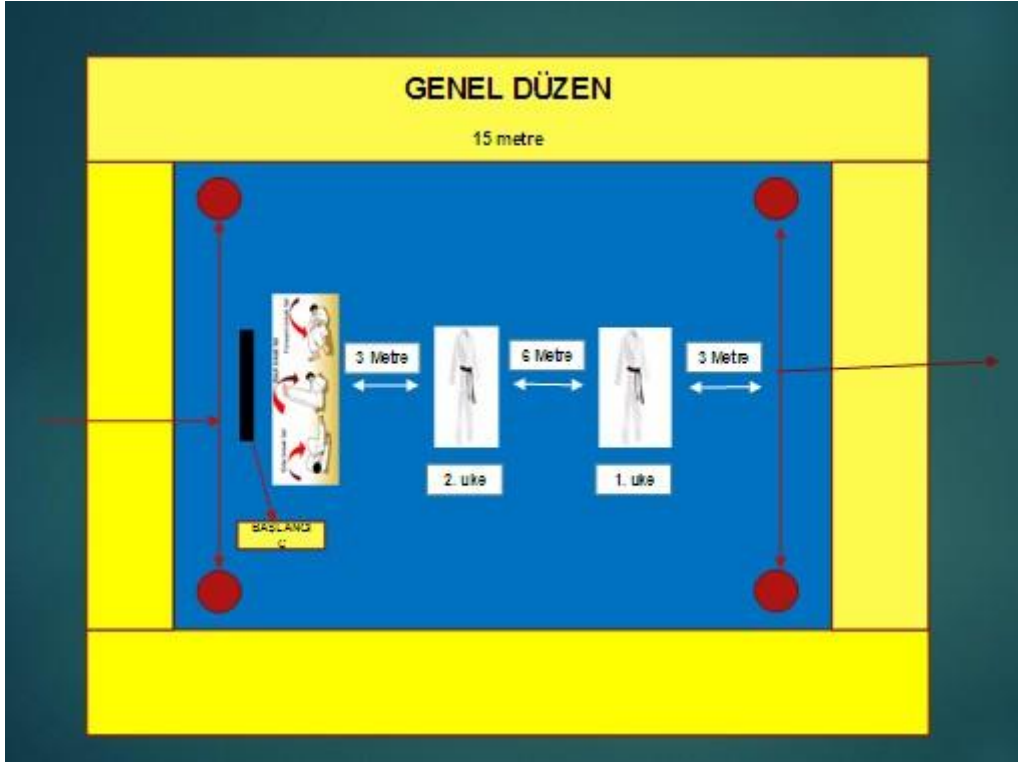 GENEL DÜZEN
15 metre
3 Metre
6 Metre
3 Metre
2. uke
1. uke
BAŞLANGI
Ç